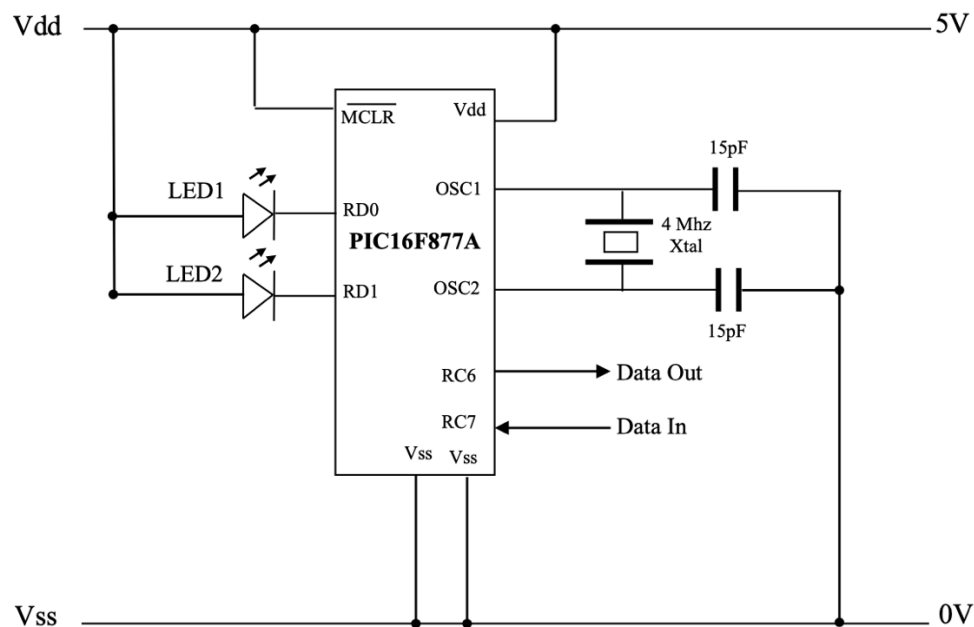 Vdd 5V
MCLR Vdd
15pF
LED1 OSC1
RD0 4 Mhz
PIC16F877A Xtal
LED2 RD1 OSC2
15pF
RC6 Data Out
RC7 Data In
Vss Vss
Vss 0V